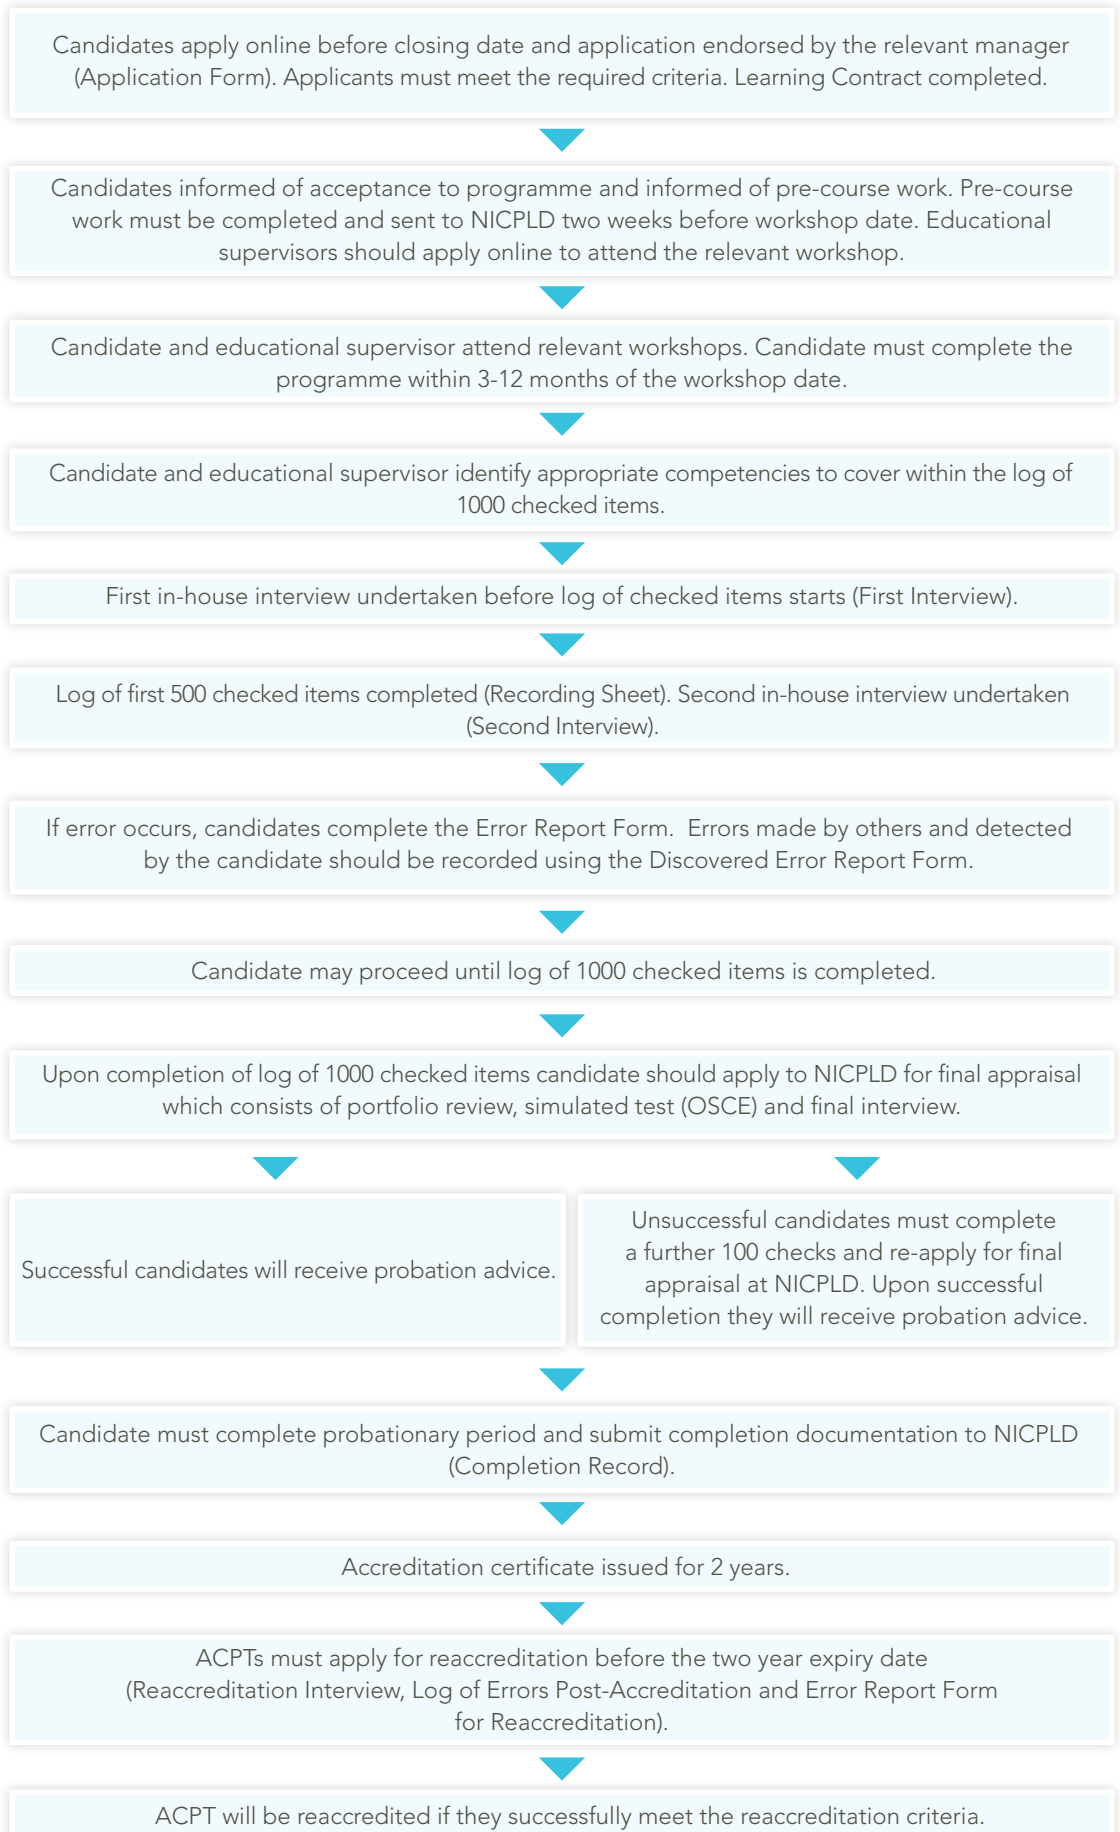 Candidates apply online before closing date and application endorsed by the relevant manager
(Application Form). Applicants must meet the required criteria. Learning Contract completed.
Candidates informed of acceptance to programme and informed of pre-course work. Pre-course
work must be completed and sent to NICPLD two weeks before workshop date. Educational
supervisors should apply online to attend the relevant workshop.
Candidate and educational supervisor attend relevant workshops. Candidate must complete the
programme within 3-12 months of the workshop date.
Candidate and educational supervisor identify appropriate competencies to cover within the log of
1000 checked items.
First in-house interview undertaken before log of checked items starts (First Interview).
Log of first 500 checked items completed (Recording Sheet). Second in-house interview undertaken
(Second Interview).
If error occurs, candidates complete the Error Report Form.  Errors made by others and detected
by the candidate should be recorded using the Discovered Error Report Form.
Candidate may proceed until log of 1000 checked items is completed.
Upon completion of log of 1000 checked items candidate should apply to NICPLD for final appraisal
which consists of portfolio review, simulated test (OSCE) and final interview.
Successful candidates will receive probation advice.
Unsuccessful candidates must complete
a further 100 checks and re-apply for final
appraisal at NICPLD. Upon successful
completion they will receive probation advice.
Candidate must complete probationary period and submit completion documentation to NICPLD
(Completion Record).
Accreditation certificate issued for 2 years.
ACPTs must apply for reaccreditation before the two year expiry date
(Reaccreditation Interview, Log of Errors Post-Accreditation and Error Report Form
for Reaccreditation).
ACPT will be reaccredited if they successfully meet the reaccreditation criteria.